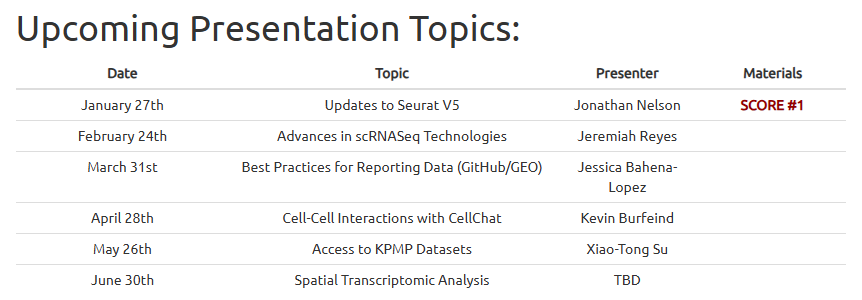 Upcoming Presentation Topics:
Date Topic Presenter Materials
January 27th Updates to Seurat V5 Jonathan Nelson SCORE #1
February 24th Advances in scRNASeq Technologies Jeremiah Reyes
March 31st Best Practices for Reporting Data (GitHub/GEO) Jessica Bahena-
Lopez
April 28th Cell-Cell Interactions with CellChat Kevin Burfeind
May 26th Access to KPMP Datasets Xiao-Tong Su
June 30th Spatial Transcriptomic Analysis TBD